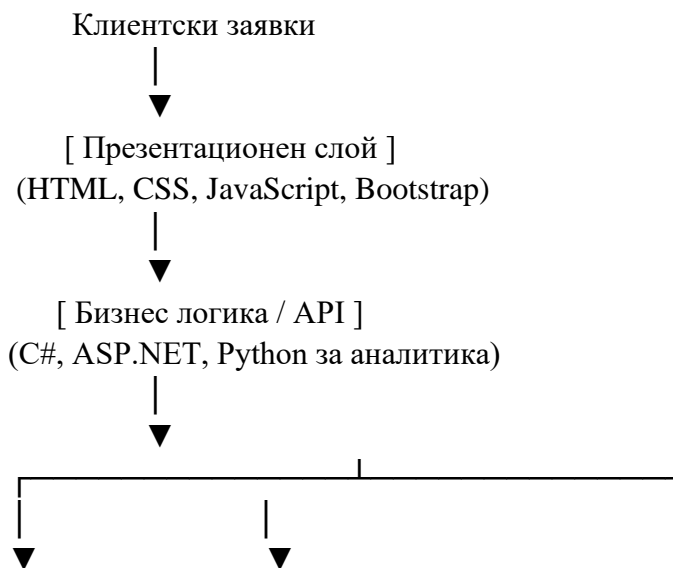 Клиентски заявки
[ Презентационен слой ]
(HTML, CSS, JavaScript, Bootstrap)
[ Бизнес логика / API ]
(C#, ASP.NET, Python за аналитика)